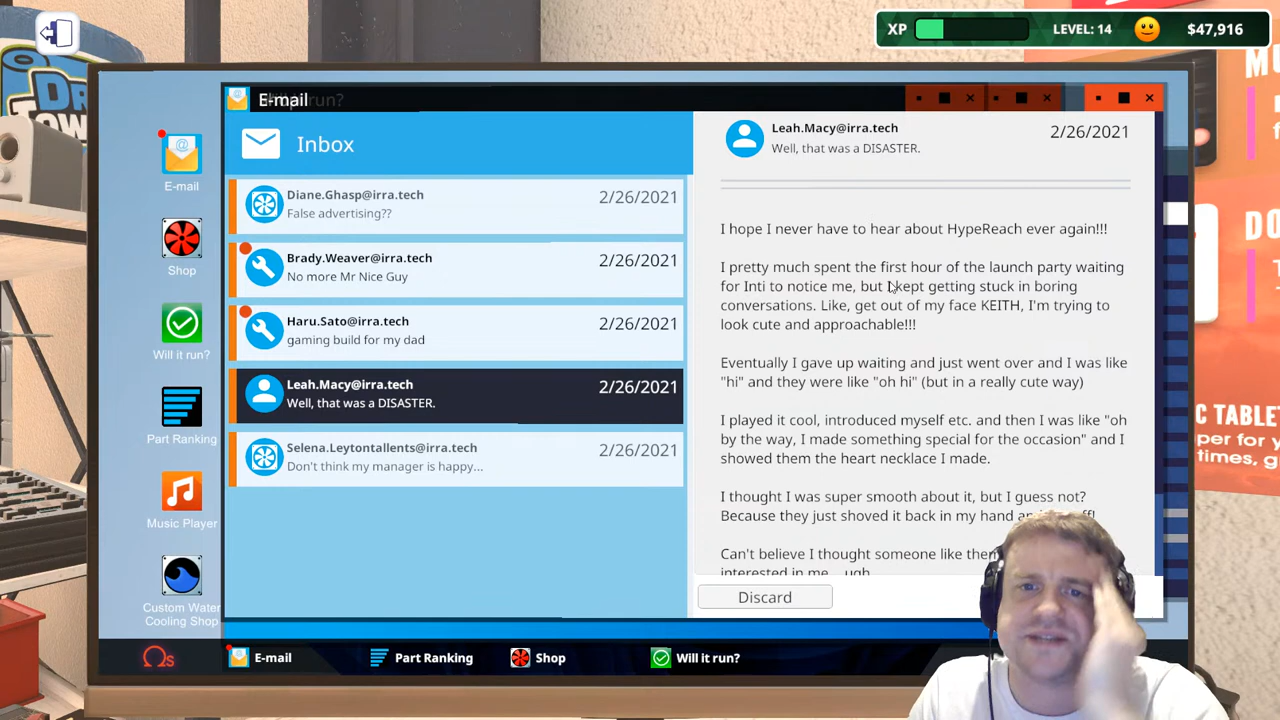 XP
LEVEL: 14
$47,916
E-mail
Inbox
Diane.Ghasp@irra.tech
False advertising??
2/26/2021
Brady.Weaver@irra.tech
No more Mr Nice Guy
2/26/2021
Haru.Sato@irra.tech
gaming build for my dad
2/26/2021
Leah.Macy@irra.tech
Well, that was a DISASTER.
2/26/2021
Selena.Leytontallents@irra.tech
Don't think my manager is happy...
2/26/2021
Leah.Macy@irra.tech
Well, that was a DISASTER.
2/26/2021
I hope I never have to hear about HypeReach ever again!!!
I pretty much spent the first hour of the launch party waiting
for Inti to notice me, but I kept getting stuck in boring
conversations. Like, get out of my face KEITH, I'm trying to
look cute and approachable!!!
Eventually I gave up waiting and just went over and I was like
"hi" and they were like "oh hi" (but in a really cute way)
I played it cool, introduced myself etc. and then I was like "oh
by the way, I made something special for the occasion" and I
showed them the heart necklace I made.
I thought I was super smooth about it, but I guess not?
Because they just shoved it back in my hand
Can't believe I thought someone like them
interested in me... ugh
Discard
E-mail
Shop
Will it run?
Part Ranking
Music Player
Custom Water
Cooling Shop
E-mail
Part Ranking
Shop
Will it run?
C TABLET
per for y
times, g